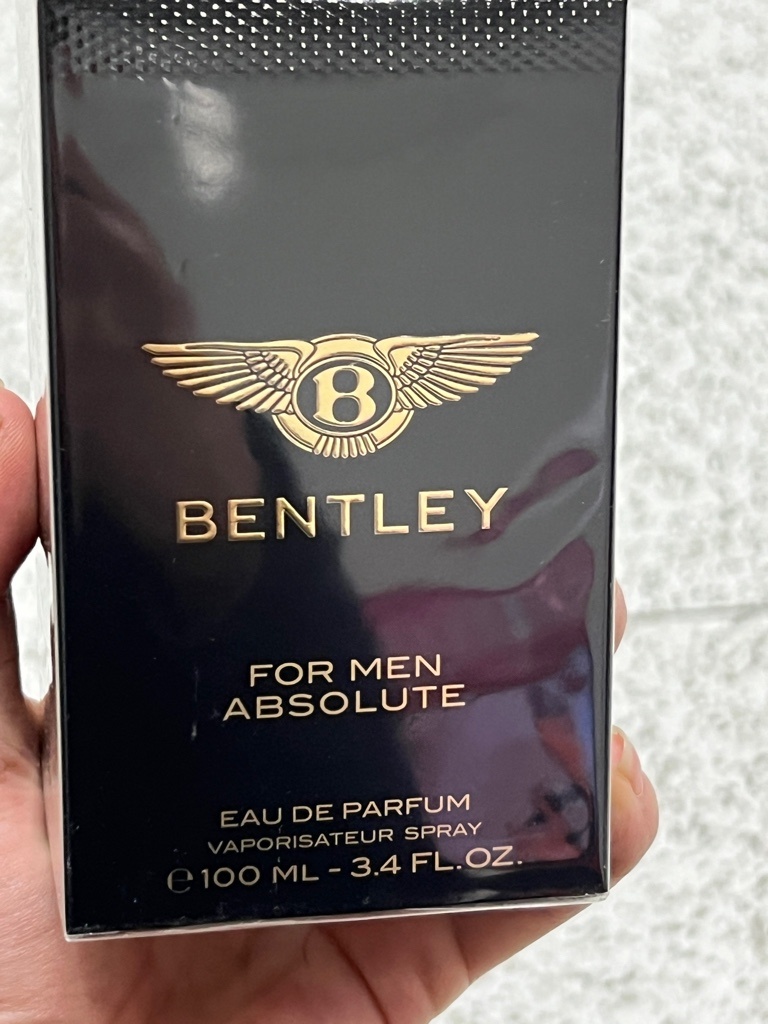 B
BENTLEY
FOR MEN
ABSOLUTE
EAU DE PARFUM
VAPORISATEUR SPRAY
℮ 100 ML - 3.4 FL.OZ.